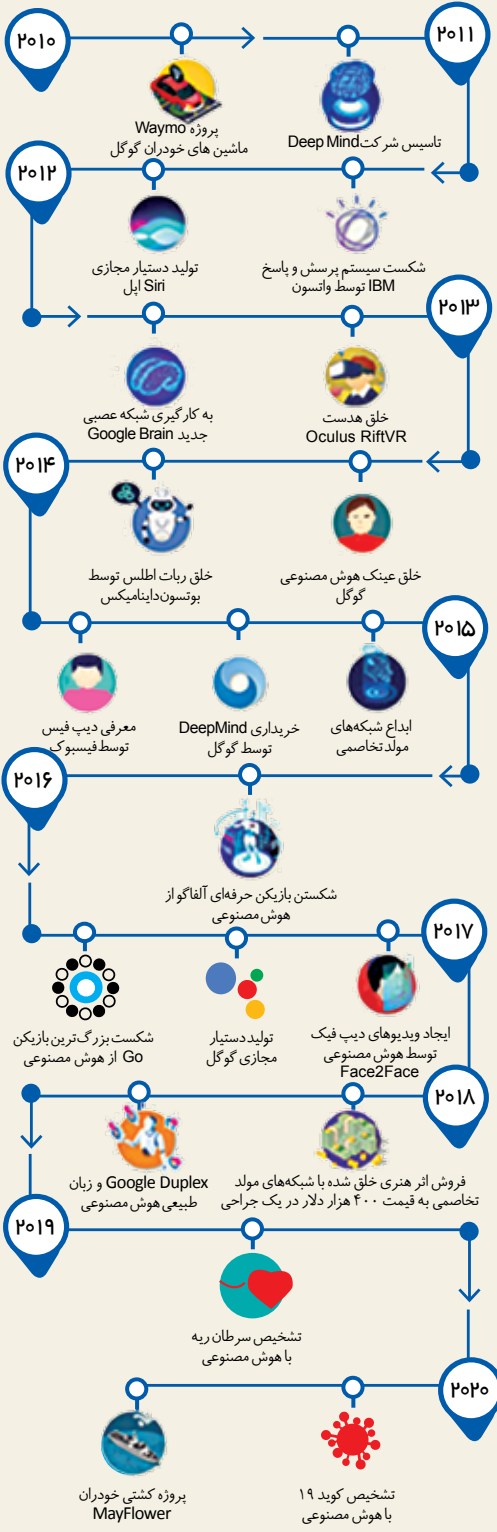 ۲۰۱۰
۲۰۱۱
پروژه Waymo
ماشین های خودران گوگل
تاسیس شرکت Deep Mind
۲۰۱۲
تولید دستیار مجازی
Siri اپل
شکست سیستم پرسش و پاسخ
IBM توسط واتسون
۲۰۱۳
به کارگیری شبکه عصبی
جدید Google Brain
خلق هدست
Oculus RiftVR
۲۰۱۴
خلق ربات اطلس توسط
بوتسون‌داینامیکس
خلق عینک هوش مصنوعی
گوگل
۲۰۱۵
ابداع شبکه‌های
مولد تخاصمی
خریداری DeepMind
توسط گوگل
معرفی دیپ فیس
توسط فیسبوک
۲۰۱۶
شکستن بازیکن حرفه‌ای آلفاگو از
هوش مصنوعی
۲۰۱۷
ایجاد ویدیوهای دیپ فیک
توسط هوش مصنوعی
Face2Face
تولید دستیار
مجازی گوگل
شکست بزرگ‌ترین بازیکن
Go از هوش مصنوعی
۲۰۱۸
فروش اثر هنری خلق شده با شبکه‌های مولد
تخاصمی به قیمت ۴۰۰ هزار دلار در یک جراحی
Google Duplex و زبان
طبیعی هوش مصنوعی
۲۰۱۹
تشخیص سرطان ریه
با هوش مصنوعی
۲۰۲۰
تشخیص کوید ۱۹
با هوش مصنوعی
پروژه کشتی خودران
MayFlower